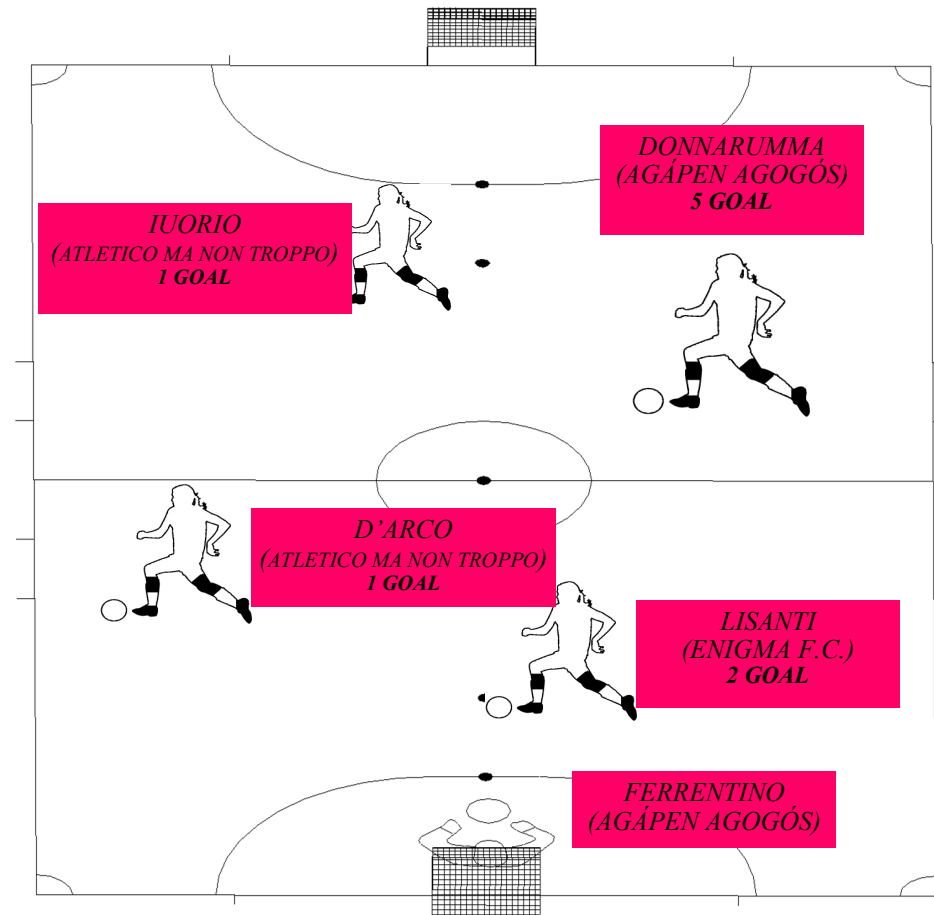 DONNARUMMA
(AGÁPEN AGOGÓS)
5 GOAL
IUORIO
(ATLETICO MA NON TROPPO)
1 GOAL
D’ARCO
(ATLETICO MA NON TROPPO)
1 GOAL
LISANTI
(ENIGMA F.C.)
2 GOAL
FERRENTINO
(AGÁPEN AGOGÓS)